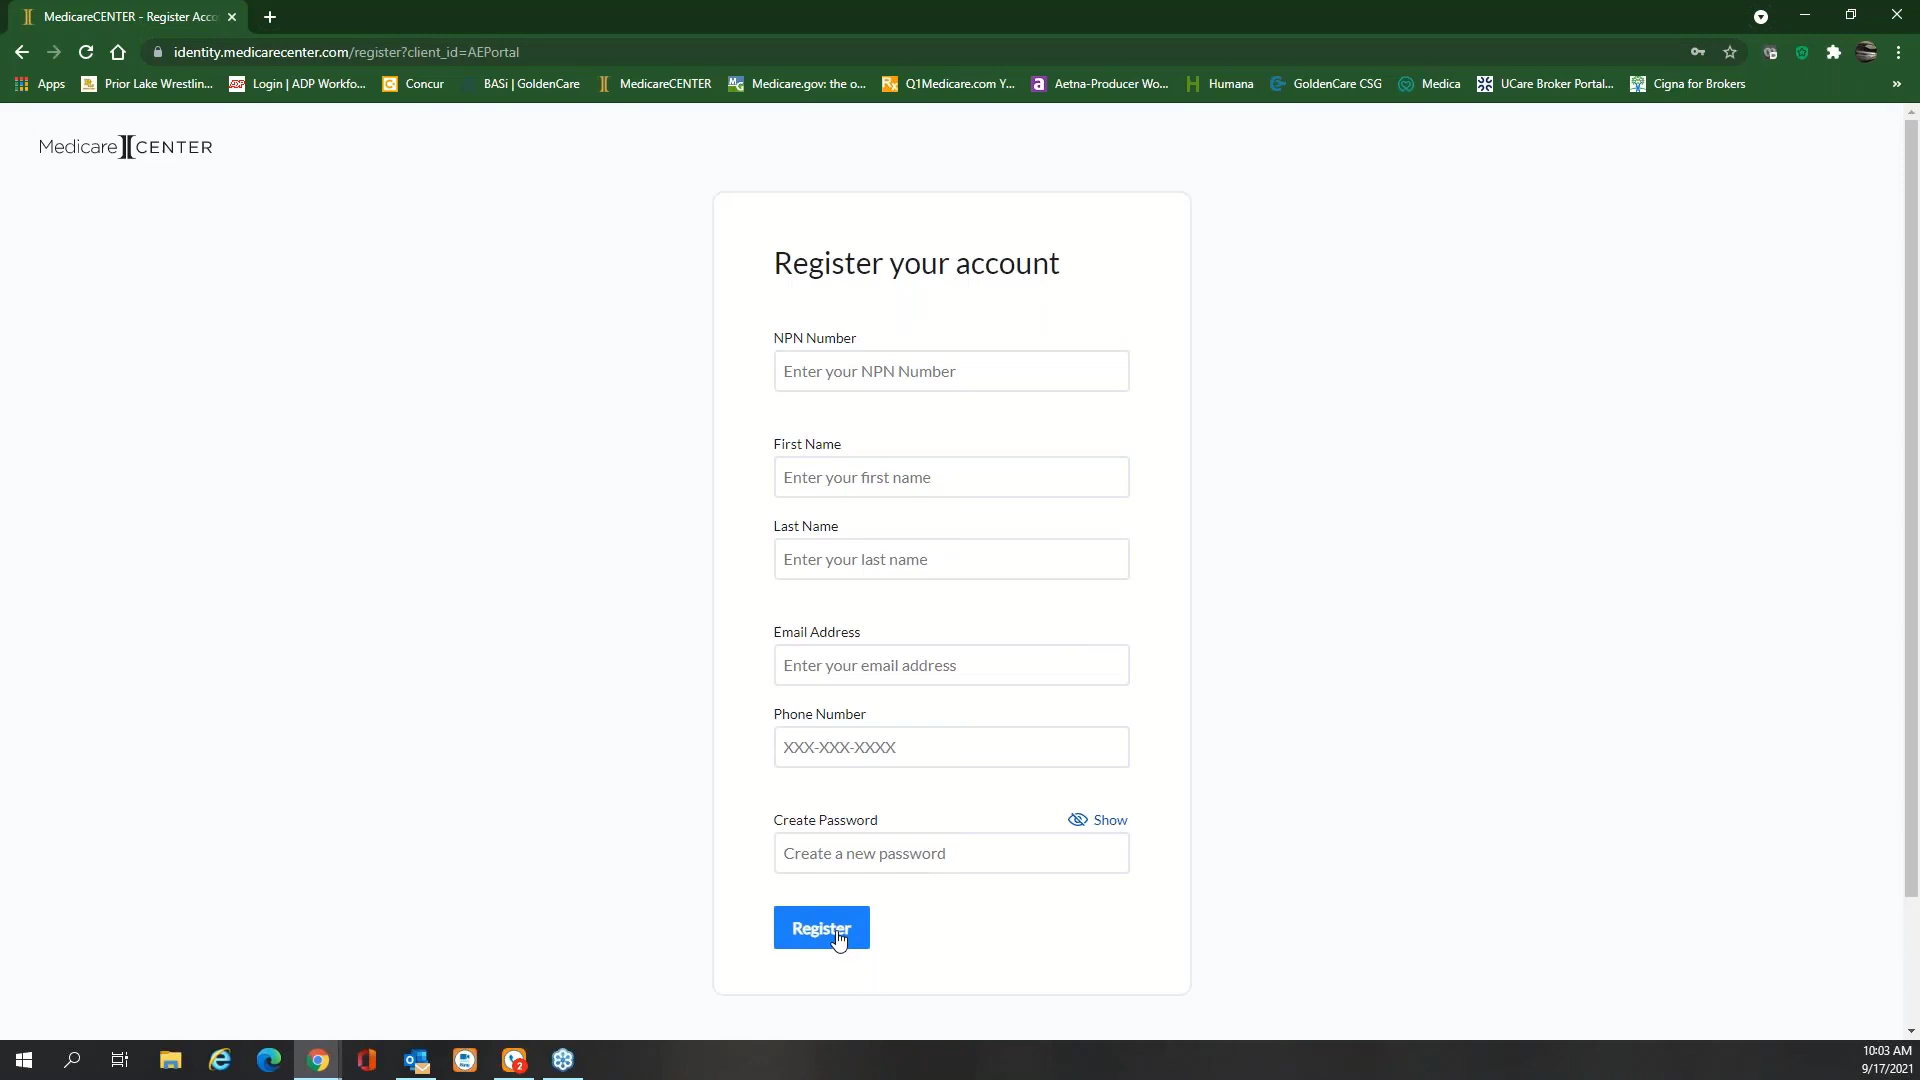 MedicareCENTER - Register Acco
identity.medicarecenter.com/register?client_id=AEPortal
Apps
Prior Lake Wrestlin...
Login | ADP Workfo...
Concur
BASi | GoldenCare
MedicareCENTER
Medicare.gov: the o...
Q1Medicare.com Y...
Aetna-Producer Wo...
Humana
GoldenCare CSG
Medica
UCare Broker Portal...
Cigna for Brokers
»
Medicare CENTER
Register your account
NPN Number
Enter your NPN Number
First Name
Enter your first name
Last Name
Enter your last name
Email Address
Enter your email address
Phone Number
XXX-XXX-XXXX
Create Password
Show
Create a new password
Register
10:03 AM
9/17/2021